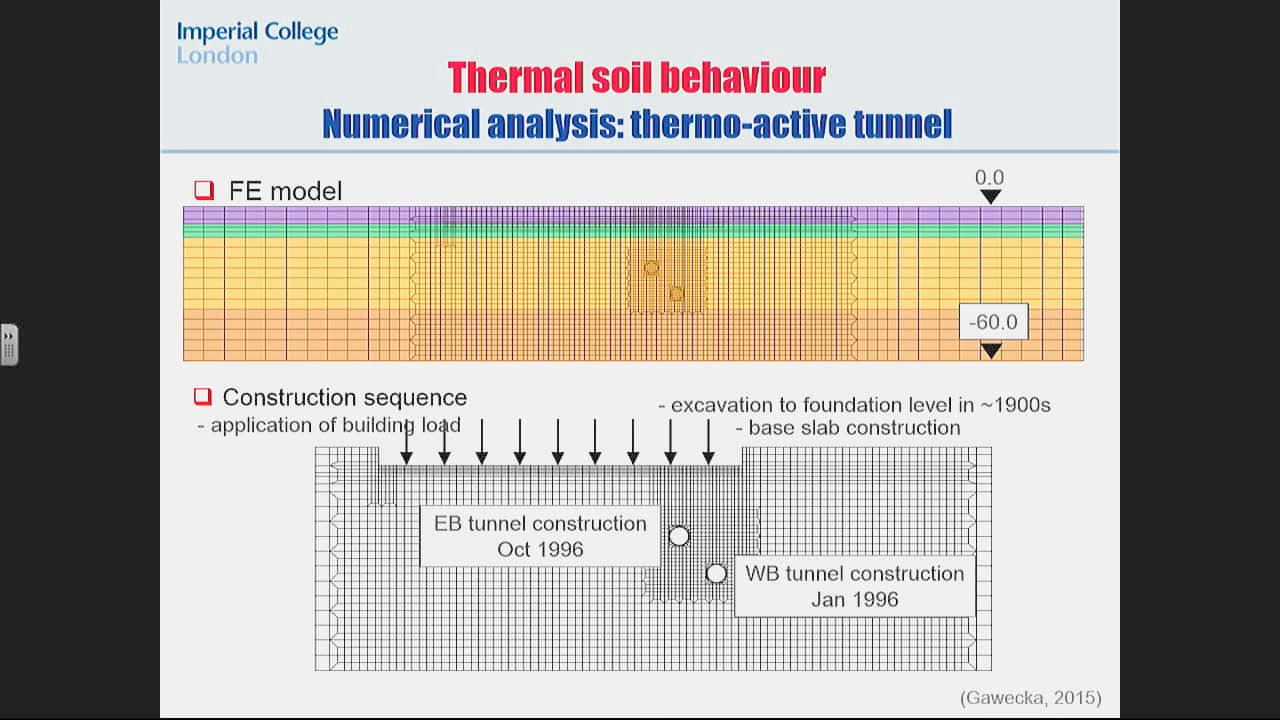 Imperial College
London
Thermal soil behaviour
Numerical analysis: thermo-active tunnel
FE model
0.0
-60.0
Construction sequence
- application of building load
- excavation to foundation level in ~1900s
- base slab construction
EB tunnel construction
Oct 1996
WB tunnel construction
Jan 1996
(Gawecka, 2015)